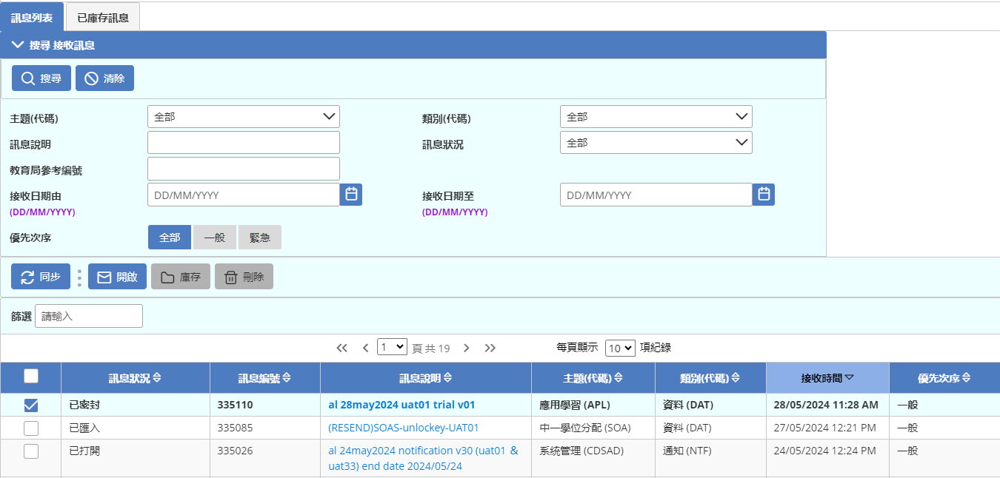 訊息列表 已庫存訊息
搜尋 接收訊息
搜尋 清除
主題(代碼) 全部 類別(代碼) 全部
訊息說明 訊息狀況 全部
教育局參考編號
接收日期由 DD/MM/YYYY 接收日期至 DD/MM/YYYY
(DD/MM/YYYY) (DD/MM/YYYY)
優先次序 全部 一般 緊急
同步 開啟 庫存 刪除
篩選 請輸入
1 頁 共 19 每頁顯示 10 項紀錄
訊息狀況 訊息編號 訊息說明 主題(代碼) 類別(代碼) 接收時間 優先次序
已密封 335110 al 28may2024 uat01 trial v01 應用學習 (APL) 資料 (DAT) 28/05/2024 11:28 AM 一般
已匯入 335085 (RESEND)SOAS-unlockey-UAT01 中一學位分配 (SOA) 資料 (DAT) 27/05/2024 12:21 PM 一般
已打開 335026 al 24may2024 notification v30 (uat01 & 系統管理 (CDSAD) 通知 (NTF) 24/05/2024 12:24 PM 一般
uat33) end date 2024/05/24